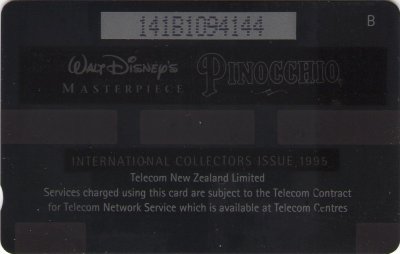 141B1094144
B
WALT DISNEY'S
MASTERPIECE
PINOCCHIO
INTERNATIONAL COLLECTORS ISSUE 1995
Telecom New Zealand Limited
Services charged using this card are subject to the Telecom Contract
for Telecom Network Service which is available at Telecom Centres